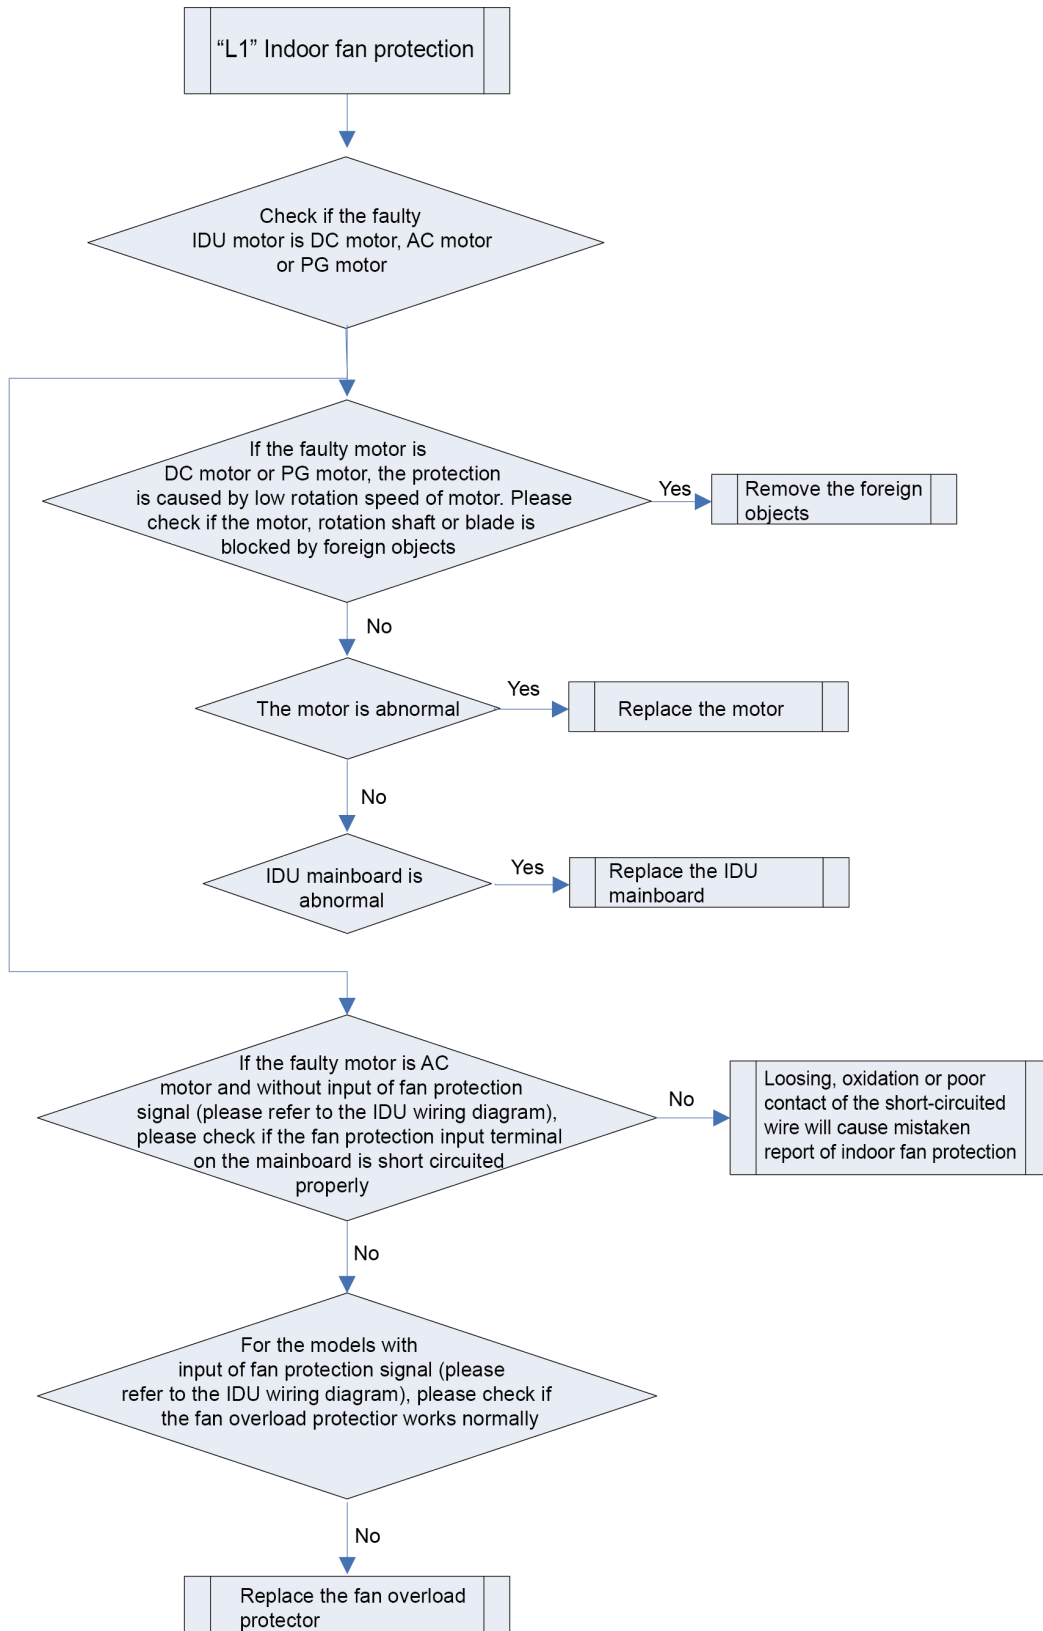 “L1” Indoor fan protection
Check if the faulty
IDU motor is DC motor, AC motor
or PG motor
If the faulty motor is
DC motor or PG motor, the protection
is caused by low rotation speed of motor. Please
check if the motor, rotation shaft or blade is
blocked by foreign objects
Yes
Remove the foreign
objects
No
The motor is abnormal
Yes
Replace the motor
No
IDU mainboard is
abnormal
Yes
Replace the IDU
mainboard
If the faulty motor is AC
motor and without input of fan protection
signal (please refer to the IDU wiring diagram),
please check if the fan protection input terminal
on the mainboard is short circuited
properly
No
Loosing, oxidation or poor
contact of the short-circuited
wire will cause mistaken
report of indoor fan protection
No
For the models with
input of fan protection signal (please
refer to the IDU wiring diagram), please check if
the fan overload protectior works normally
No
Replace the fan overload
protector